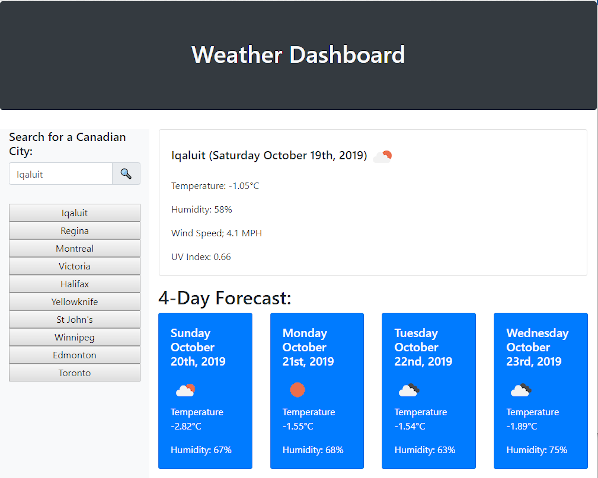 Weather Dashboard
Search for a Canadian
City:
Iqaluit
Iqaluit
Regina
Montreal
Victoria
Halifax
Yellowknife
St John's
Winnipeg
Edmonton
Toronto
Iqaluit (Saturday October 19th, 2019)
Temperature: -1.05°C
Humidity: 58%
Wind Speed; 4.1 MPH
UV Index: 0.66
4-Day Forecast:
Sunday
October
20th, 2019
Temperature
-2.82°C
Humidity: 67%
Monday
October
21st, 2019
Temperature
-1.55°C
Humidity: 68%
Tuesday
October
22nd, 2019
Temperature
-1.54°C
Humidity: 63%
Wednesday
October
23rd, 2019
Temperature
-1.89°C
Humidity: 75%